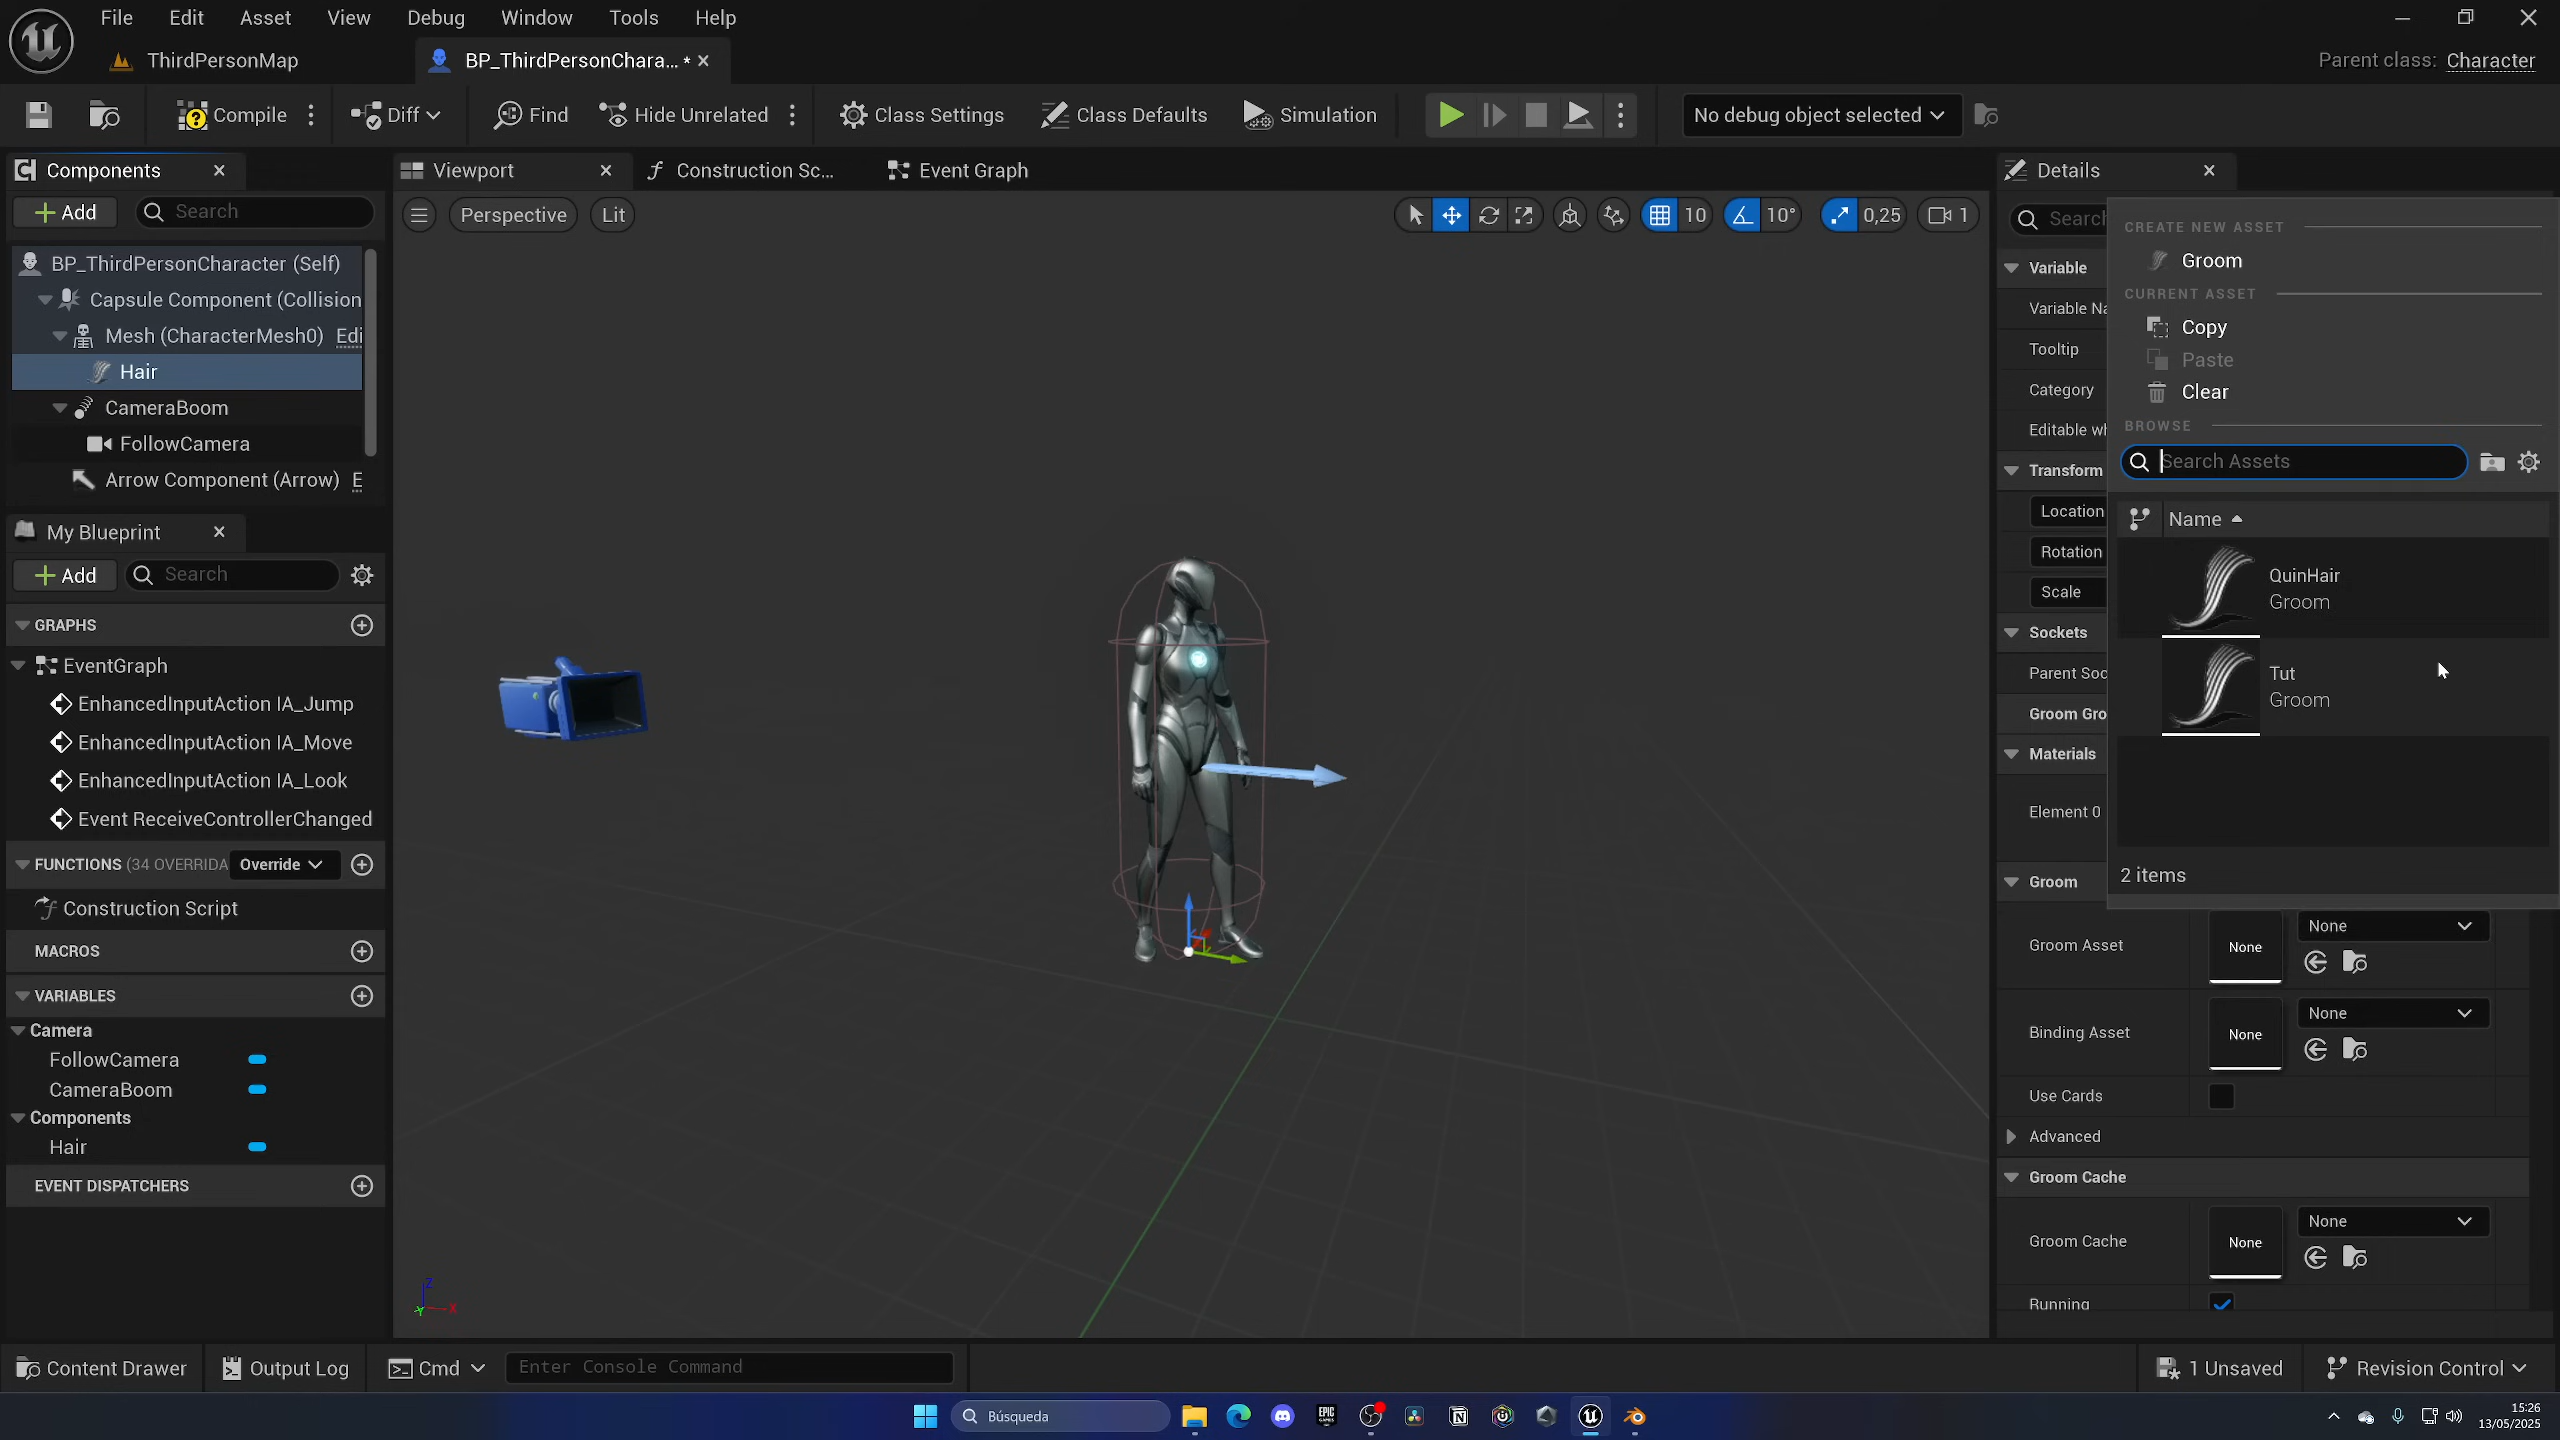 File Edit Asset View Debug Window Tools Help
ThirdPersonMap
BP_ThirdPersonChara... *
Parent class: Character
Compile
Diff
Find
Hide Unrelated
Class Settings
Class Defaults
Simulation
No debug object selected
Components
Add
Search
BP_ThirdPersonCharacter (Self)
Capsule Component (Collision
Mesh (CharacterMesh0) Edi
Hair
CameraBoom
FollowCamera
Arrow Component (Arrow) E
My Blueprint
Add
Search
GRAPHS
EventGraph
EnhancedInputAction IA_Jump
EnhancedInputAction IA_Move
EnhancedInputAction IA_Look
Event ReceiveControllerChanged
FUNCTIONS (34 OVERRIDA Override
Construction Script
MACROS
VARIABLES
Camera
FollowCamera
CameraBoom
Components
Hair
EVENT DISPATCHERS
Viewport
Construction Sc...
Event Graph
Perspective
Lit
10
10°
0,25
1
Z
X
Y
Details
Search
Variable
Variable Na
Tooltip
Category
Editable wh
Transform
Location
Rotation
Scale
Sockets
Parent Soc
Groom Gro
Materials
Element 0
Groom
CREATE NEW ASSET
Groom
CURRENT ASSET
Copy
Paste
Clear
BROWSE
Search Assets
Name
QuinHair
Groom
Tut
Groom
2 items
Groom Asset
None
None
Binding Asset
None
None
Use Cards
Advanced
Groom Cache
Groom Cache
None
None
Running
Content Drawer
Output Log
Cmd
Enter Console Command
1 Unsaved
Revision Control
Búsqueda
EPIC
GAMES
15:26
13/05/2025